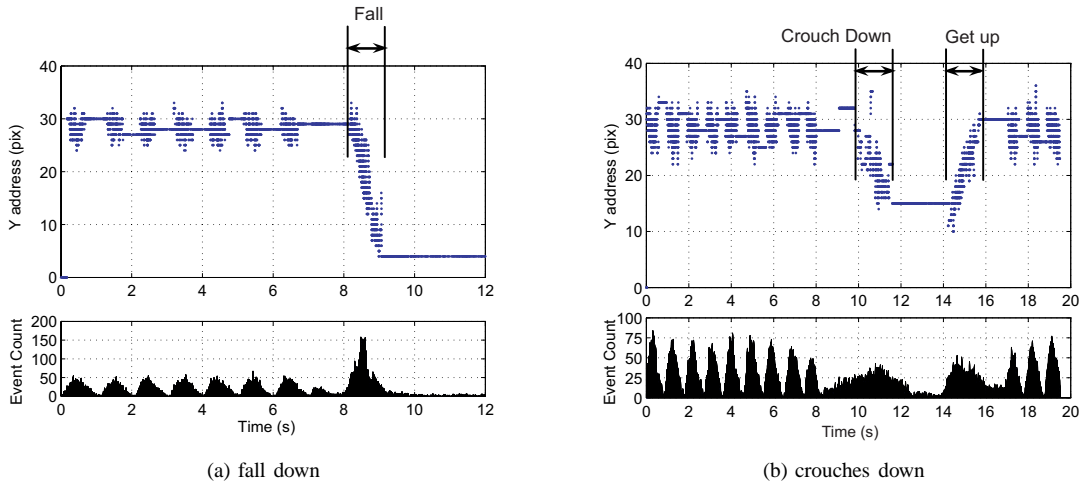 Fall
40
30
20
10
0
Y address (pix)
0 2 4 6 8 10 12
200
150
100
50
0
Event Count
0 2 4 6 8 10 12
Time (s)
(a) fall down
Crouch Down Get up
40
30
20
10
0
Y address (pix)
0 2 4 6 8 10 12 14 16 18 20
100
75
50
25
0
Event Count
0 2 4 6 8 10 12 14 16 18 20
Time (s)
(b) crouches down